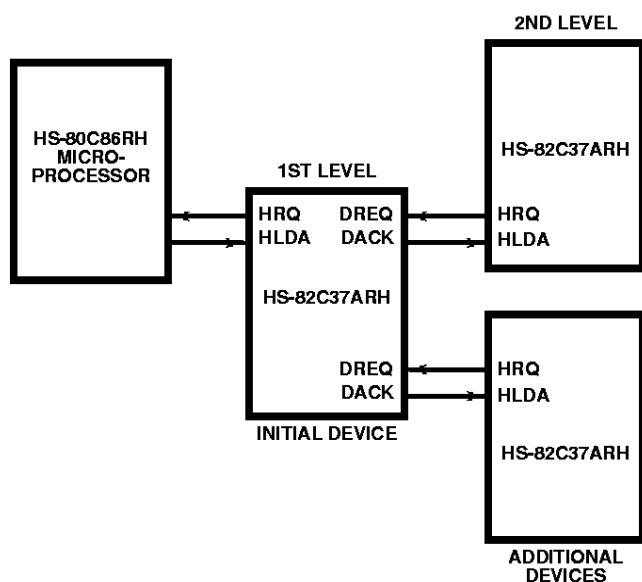 2ND LEVEL
HS-80C86RH
MICRO-
PROCESSOR
HS-82C37ARH
1ST LEVEL
HRQ DREQ
HLDA DACK
HRQ
HLDA
HS-82C37ARH
DREQ
DACK
HRQ
HLDA
INITIAL DEVICE
HS-82C37ARH
ADDITIONAL
DEVICES